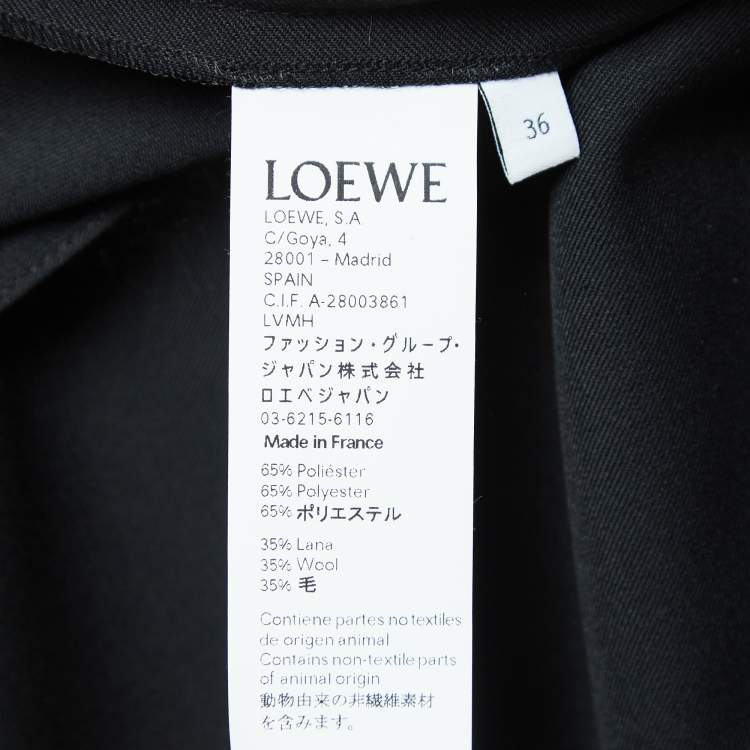 36
LOEWE
LOEWE, S.A.
C/Goya, 4
28001 – Madrid
SPAIN
C.I.F. A-28003861
LVMH
ファッション・グループ・
ジャパン株式会社
ロエベジャパン
03-6215-6116
Made in France
65% Poliéster
65% Polyester
65% ポリエステル
35% Lana
35% Wool
35% 毛
Contiene partes no textiles
de origen animal
Contains non-textile parts
of animal origin
動物由来の非繊維素材
を含みます。